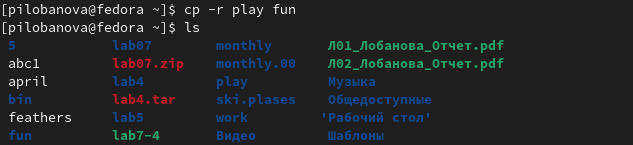 [pilobanova@fedora ~]$ cp -r play fun
[pilobanova@fedora ~]$ ls
5 lab07 monthly Л01_Лобанова_Отчет.pdf
abc1 lab07.zip monthly.00 Л02_Лобанова_Отчет.pdf
april lab4 play Музыка
bin lab4.tar ski.plases Общедоступные
feathers lab5 work 'Рабочий стол'
fun lab7-4 Видео Шаблоны